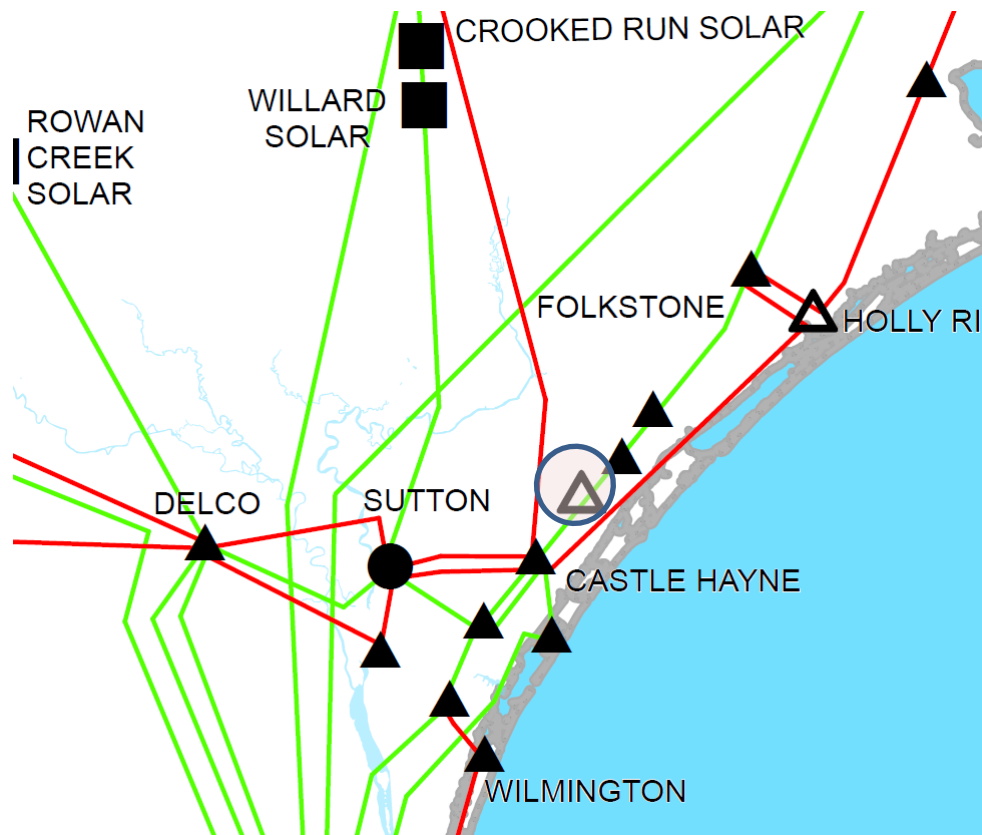 CROOKED RUN SOLAR
WILLARD
SOLAR
ROWAN
CREEK
SOLAR
FOLKSTONE
HOLLY RI
DELCO
SUTTON
CASTLE HAYNE
WILMINGTON